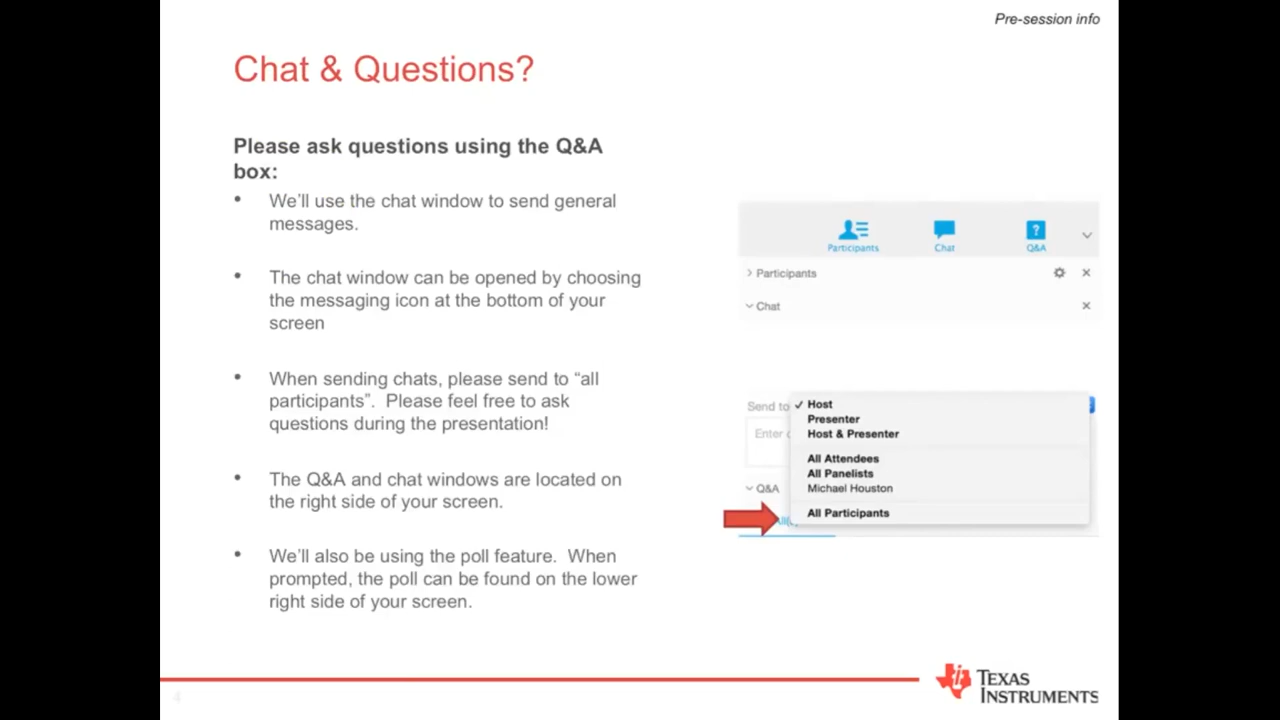 Pre-session info
Chat & Questions?
Please ask questions using the Q&A
box:
• We'll use the chat window to send general
messages.
• The chat window can be opened by choosing
the messaging icon at the bottom of your
screen
• When sending chats, please send to “all
participants”. Please feel free to ask
questions during the presentation!
• The Q&A and chat windows are located on
the right side of your screen.
• We'll also be using the poll feature. When
prompted, the poll can be found on the lower
right side of your screen.
Participants Chat Q&A
Participants
Chat
Send to
✓ Host
Presenter
Enter
Host & Presenter
All Attendees
All Panelists
Q&A
Michael Houston
All Participants
4
TEXAS
INSTRUMENTS